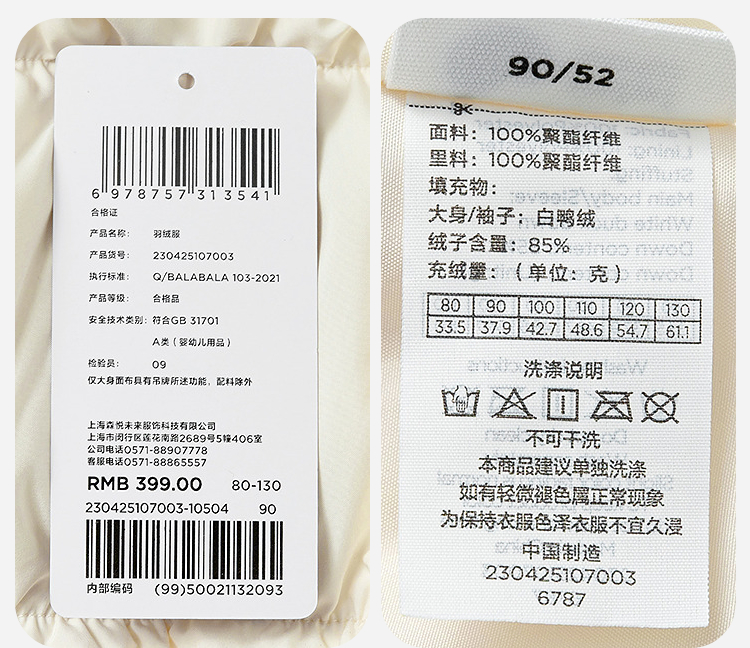 6 978757 313541
合格证
产品名称： 羽绒服
产品货号： 230425107003
执行标准： Q/BALABALA 103-2021
产品等级： 合格品
安全技术类别：符合GB 31701
A类（婴幼儿用品）
检验员： 09
仅大身面布具有吊牌所述功能，配料除外
上海森悦未来服饰科技有限公司
上海市闵行区莲花南路2689号5幢406室
公司电话0571-88907778
客服电话0571-88865557
RMB 399.00 80-130
230425107003-10504 90
内部编码 (99)50021132093
90/52
面料：100%聚酯纤维
里料：100%聚酯纤维
填充物：
大身/袖子：白鸭绒
绒子含量：85%
充绒量：（单位：克）
80 90 100 110 120 130
33.5 37.9 42.7 48.6 54.7 61.1
洗涤说明
不可干洗
本商品建议单独洗涤
如有轻微褪色属正常现象
为保持衣服色泽衣服不宜久浸
中国制造
230425107003
6787